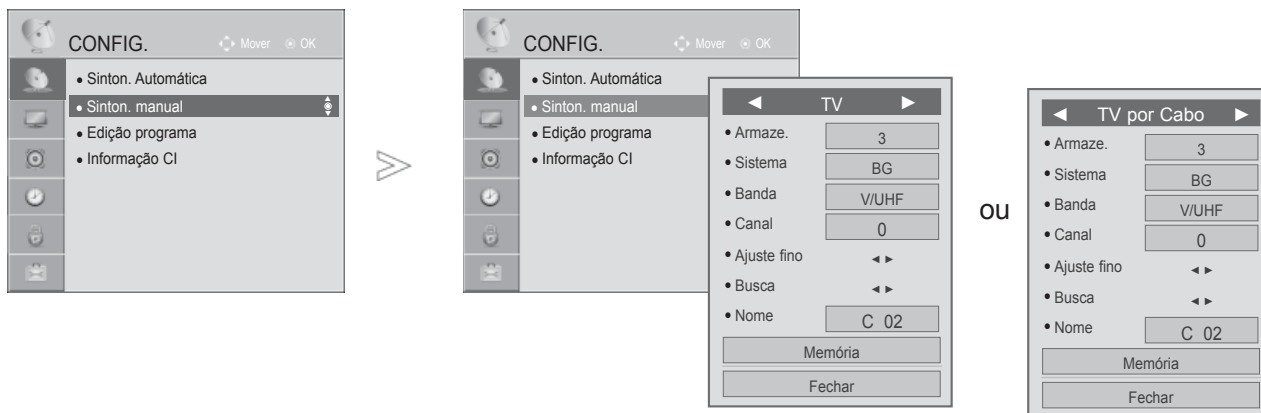 CONFIG.
Mover
OK
● Sinton. Automática
● Sinton. manual
● Edição programa
● Informação CI
CONFIG.
Mover
OK
● Sinton. Automática
● Sinton. manual
● Edição programa
● Informação CI
◄ TV ►
● Armaze. 3
● Sistema BG
● Banda V/UHF
● Canal 0
● Ajuste fino ◄ ►
● Busca ◄ ►
● Nome C 02
Memória
Fechar
ou
◄ TV por Cabo ►
● Armaze. 3
● Sistema BG
● Banda V/UHF
● Canal 0
● Ajuste fino ◄ ►
● Busca ◄ ►
● Nome C 02
Memória
Fechar